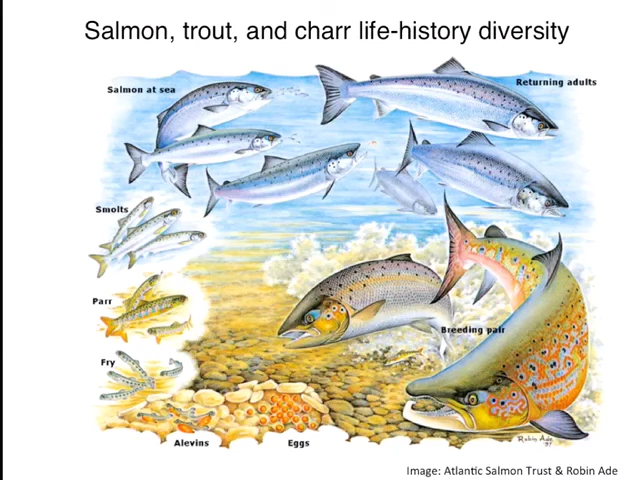 Salmon, trout, and charr life-history diversity
Salmon at sea
Returning adults
Smolts
Parr
Breeding pair
Fry
Alevins
Eggs
Robin Ade
Image: Atlantic Salmon Trust & Robin Ade